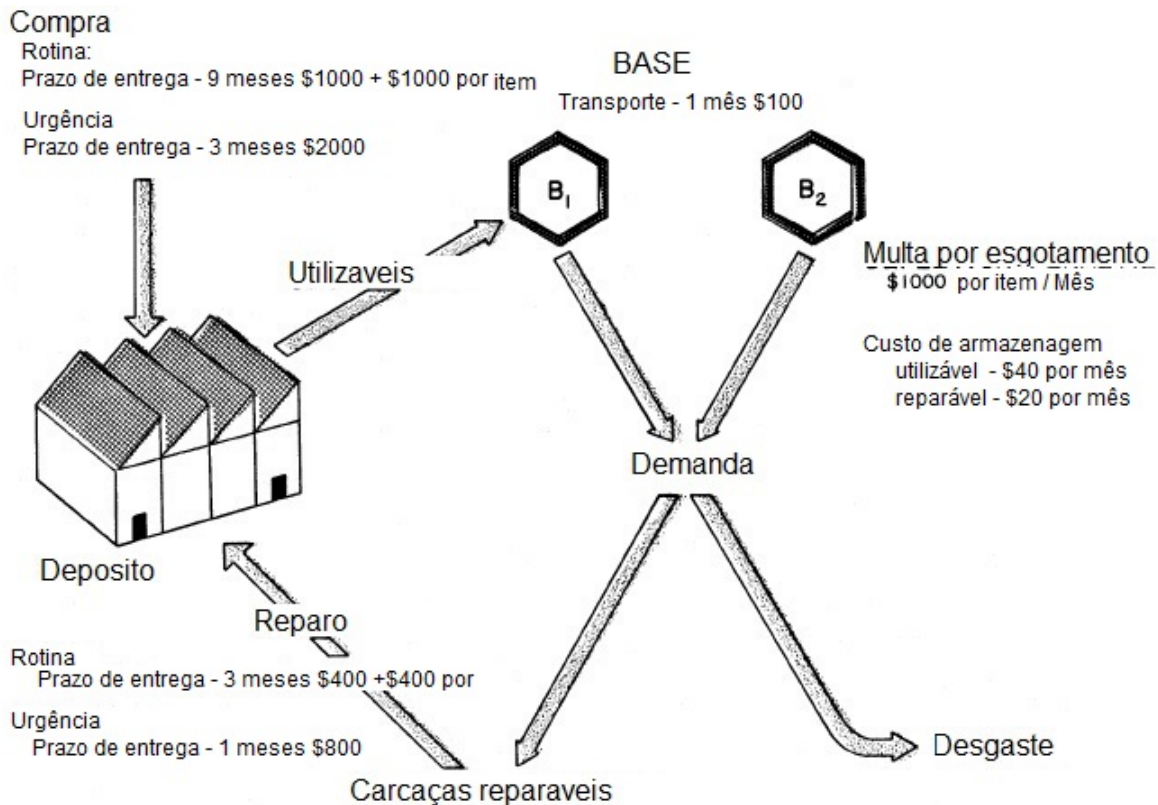 Compra
Rotina:
Prazo de entrega - 9 meses $1000 + $1000 por item
Urgência
Prazo de entrega - 3 meses $2000
BASE
Transporte - 1 mês $100
B1
B2
Utilizaveis
Multa por esgotamento
$1000 por item / Mês
Custo de armazenagem
utilizável - $40 por mês
reparável - $20 por mês
Demanda
Deposito
Reparo
Rotina
Prazo de entrega - 3 meses $400 +$400 por
Urgência
Prazo de entrega - 1 meses $800
Desgaste
Carcaças reparaveis